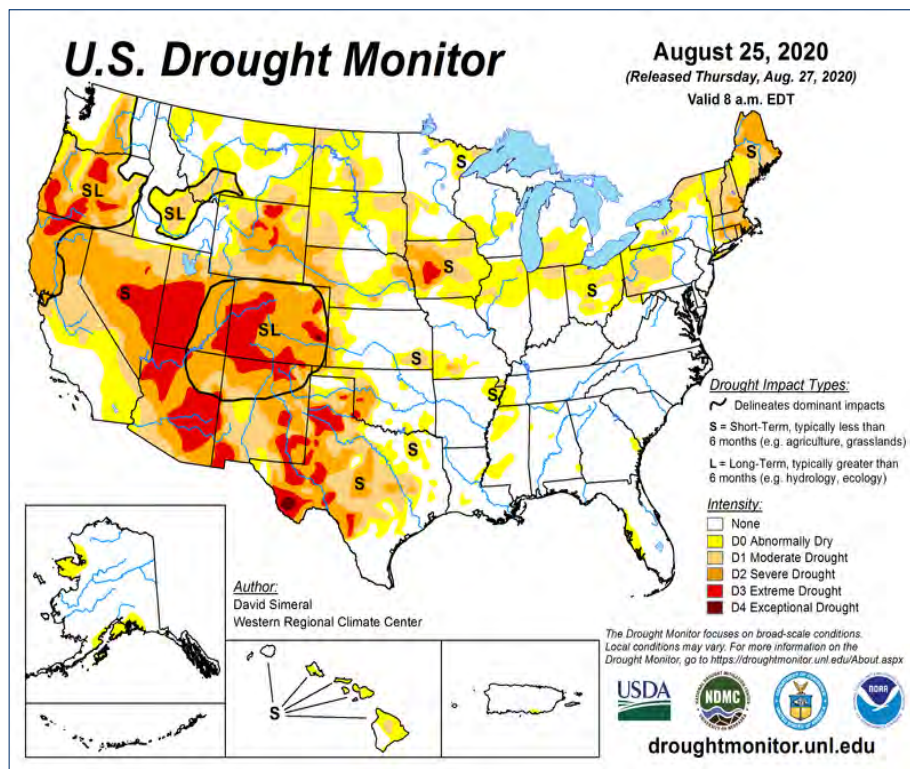 U.S. Drought Monitor
August 25, 2020
(Released Thursday, Aug. 27, 2020)
Valid 8 a.m. EDT
S
S
SL
SL
S
S
S
SL
S
S
S
S
Drought Impact Types:
Delineates dominant impacts
S = Short-Term, typically less than
6 months (e.g. agriculture, grasslands)
L = Long-Term, typically greater than
6 months (e.g. hydrology, ecology)
Intensity:
None
D0 Abnormally Dry
D1 Moderate Drought
D2 Severe Drought
D3 Extreme Drought
D4 Exceptional Drought
Author:
David Simeral
Western Regional Climate Center
S
The Drought Monitor focuses on broad-scale conditions.
Local conditions may vary. For more information on the
Drought Monitor, go to https://droughtmonitor.unl.edu/About.aspx
USDA
NDMC
NOAA
droughtmonitor.unl.edu